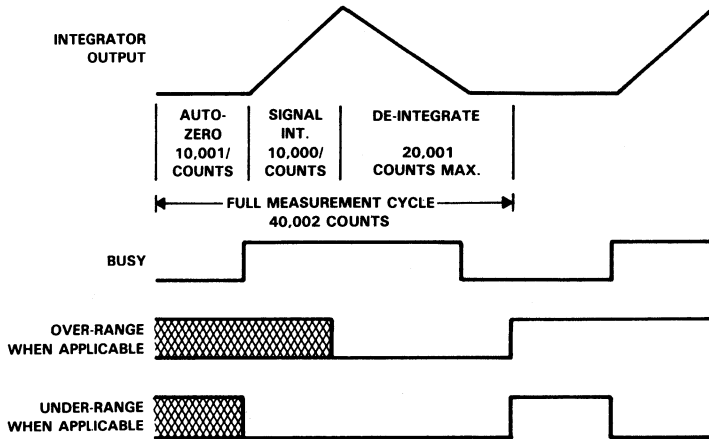 INTEGRATOR
OUTPUT
AUTO-
ZERO
10,001/
COUNTS
SIGNAL
INT.
10,000/
COUNTS
DE-INTEGRATE
20,001
COUNTS MAX.
FULL MEASUREMENT CYCLE
40,002 COUNTS
BUSY
OVER-RANGE
WHEN APPLICABLE
UNDER-RANGE
WHEN APPLICABLE